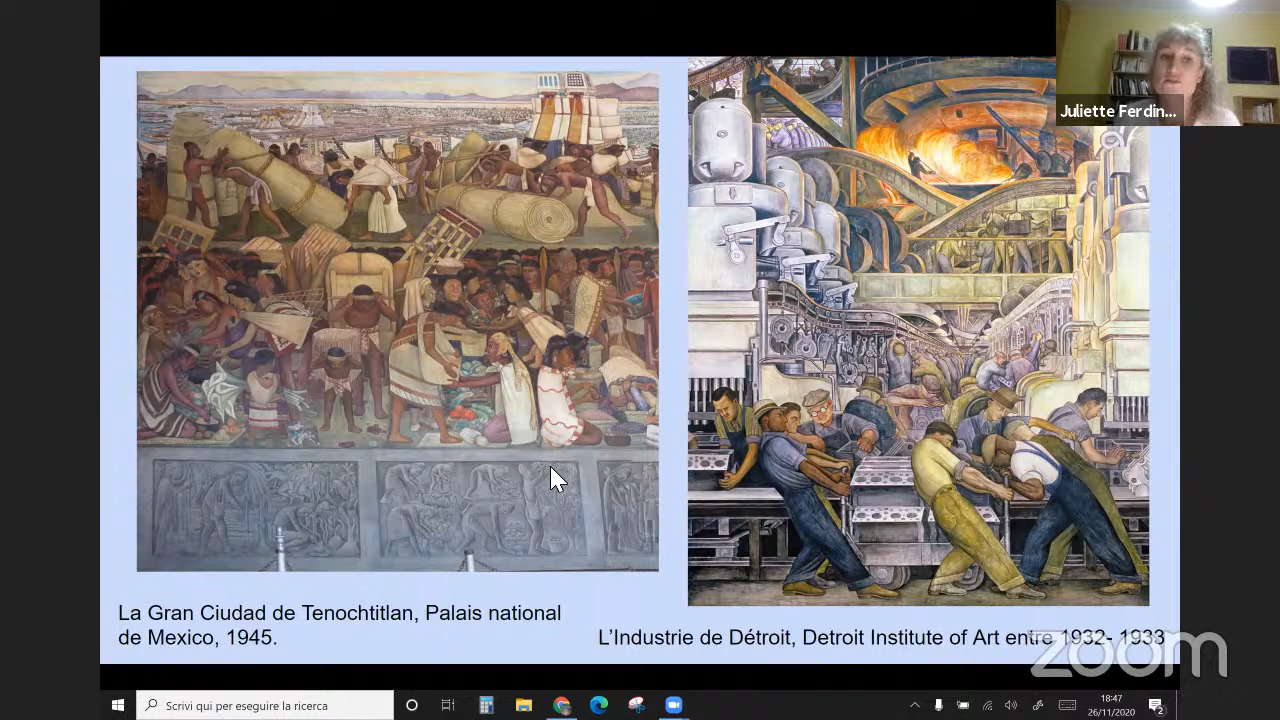 Juliette Ferdin...
La Gran Ciudad de Tenochtitlan, Palais national
de Mexico, 1945.
L'Industrie de Détroit, Detroit Institute of Art entre 1932- 1933
zoom
Scrivi qui per eseguire la ricerca
18:47
26/11/2020
2